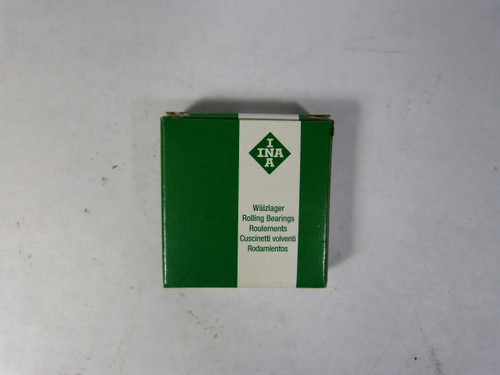 I
INA
A
Wälzlager
Rolling Bearings
Roulements
Cuscinetti volventi
Rodamientos